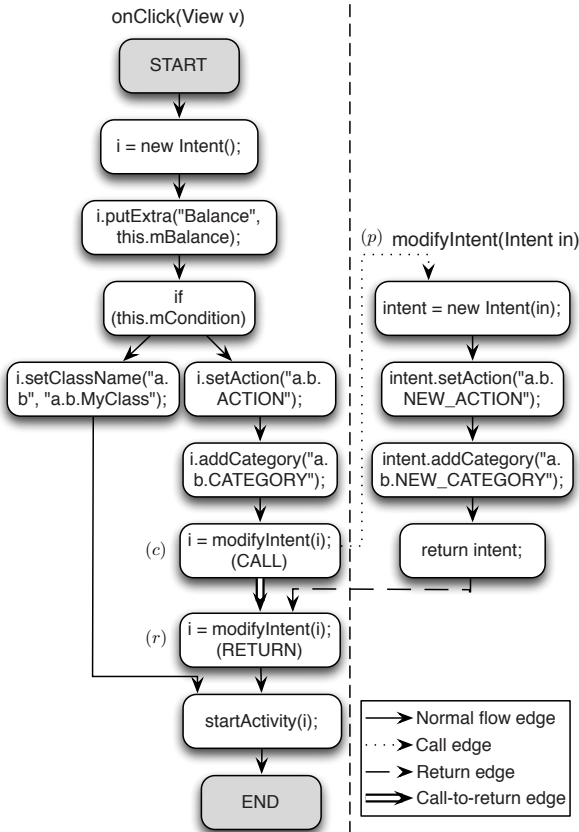 onClick(View v)
START
i = new Intent();
i.putExtra("Balance",
this.mBalance);
if
(this.mCondition)
i.setClassName("a.
b", "a.b.MyClass");
i.setAction("a.b.
ACTION");
i.addCategory("a.
b.CATEGORY");
(c)
i = modifyIntent(i);
(CALL)
(r)
i = modifyIntent(i);
(RETURN)
startActivity(i);
END
(p) modifyIntent(Intent in)
intent = new Intent(in);
intent.setAction("a.b.
NEW_ACTION");
intent.addCategory("a.
b.NEW_CATEGORY");
return intent;
Normal flow edge
Call edge
Return edge
Call-to-return edge